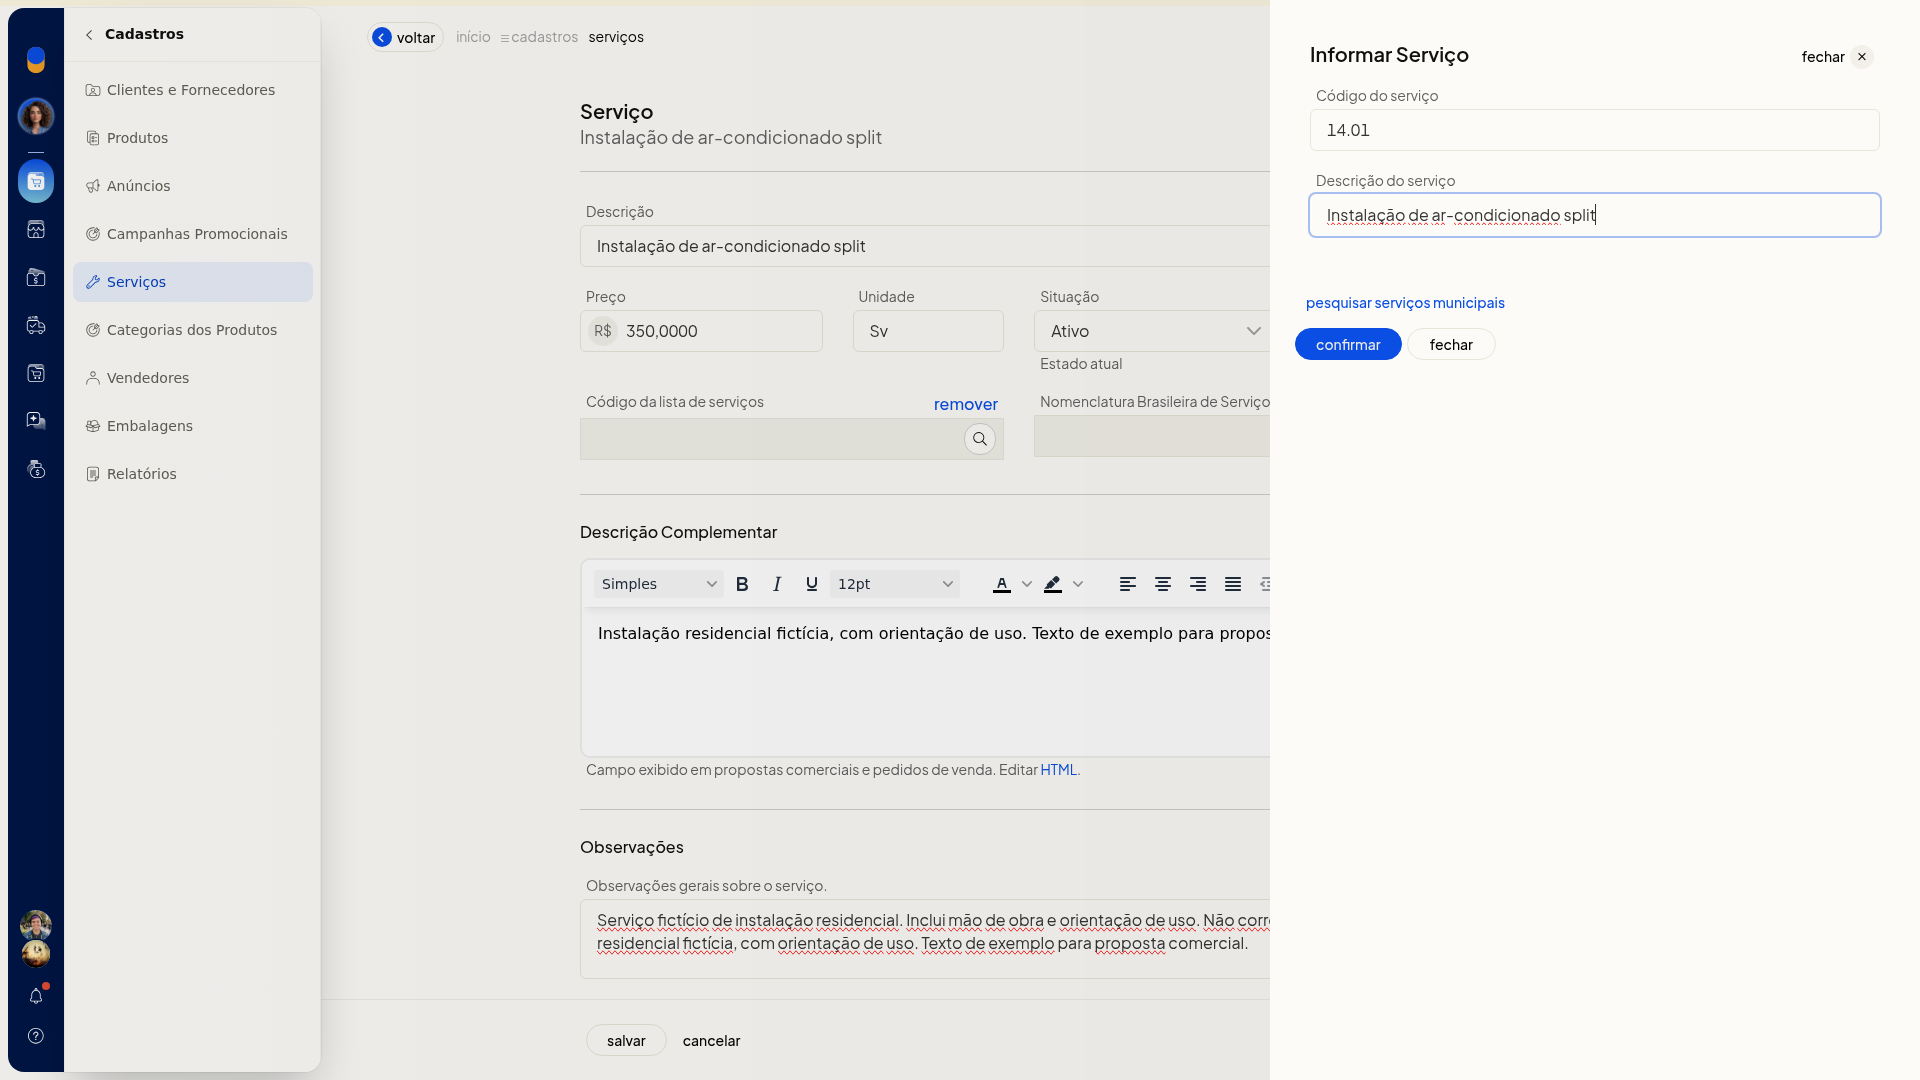 Cadastros
Clientes e Fornecedores
Produtos
Anúncios
Campanhas Promocionais
Serviços
Categorias dos Produtos
Vendedores
Embalagens
Relatórios
voltar início cadastros serviços
Serviço
Instalação de ar-condicionado split
Descrição
Instalação de ar-condicionado split
Preço Unidade Situação
R$ 350,0000 Sv Ativo
Estado atual
Código da lista de serviços remover Nomenclatura Brasileira de Serviço
Descrição Complementar
Simples B I U 12pt A
Instalação residencial fictícia, com orientação de uso. Texto de exemplo para propos
Campo exibido em propostas comerciais e pedidos de venda. Editar HTML.
Observações
Observações gerais sobre o serviço.
Serviço fictício de instalação residencial. Inclui mão de obra e orientação de uso. Não corre
residencial fictícia, com orientação de uso. Texto de exemplo para proposta comercial.
salvar cancelar
Informar Serviço fechar
Código do serviço
14.01
Descrição do serviço
Instalação de ar-condicionado split
pesquisar serviços municipais
confirmar fechar